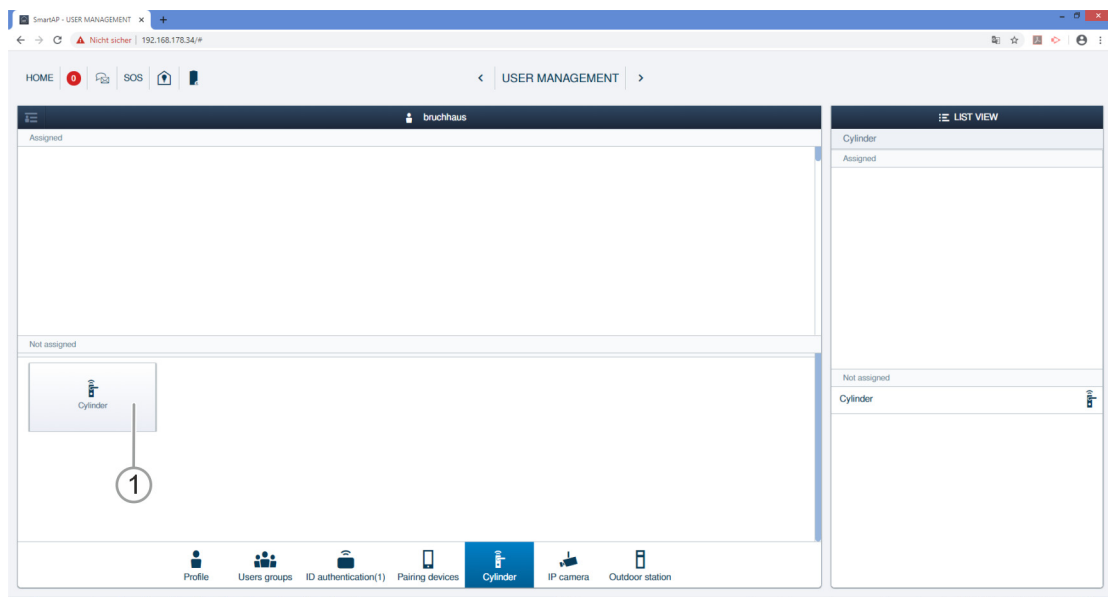 SmartAP - USER MANAGEMENT
Nicht sicher | 192.168.178.34/#
HOME 0 SOS
USER MANAGEMENT
bruchhaus
Assigned
Not assigned
Cylinder
1
Profile Users groups ID authentication(1) Pairing devices Cylinder IP camera Outdoor station
LIST VIEW
Cylinder
Assigned
Not assigned
Cylinder